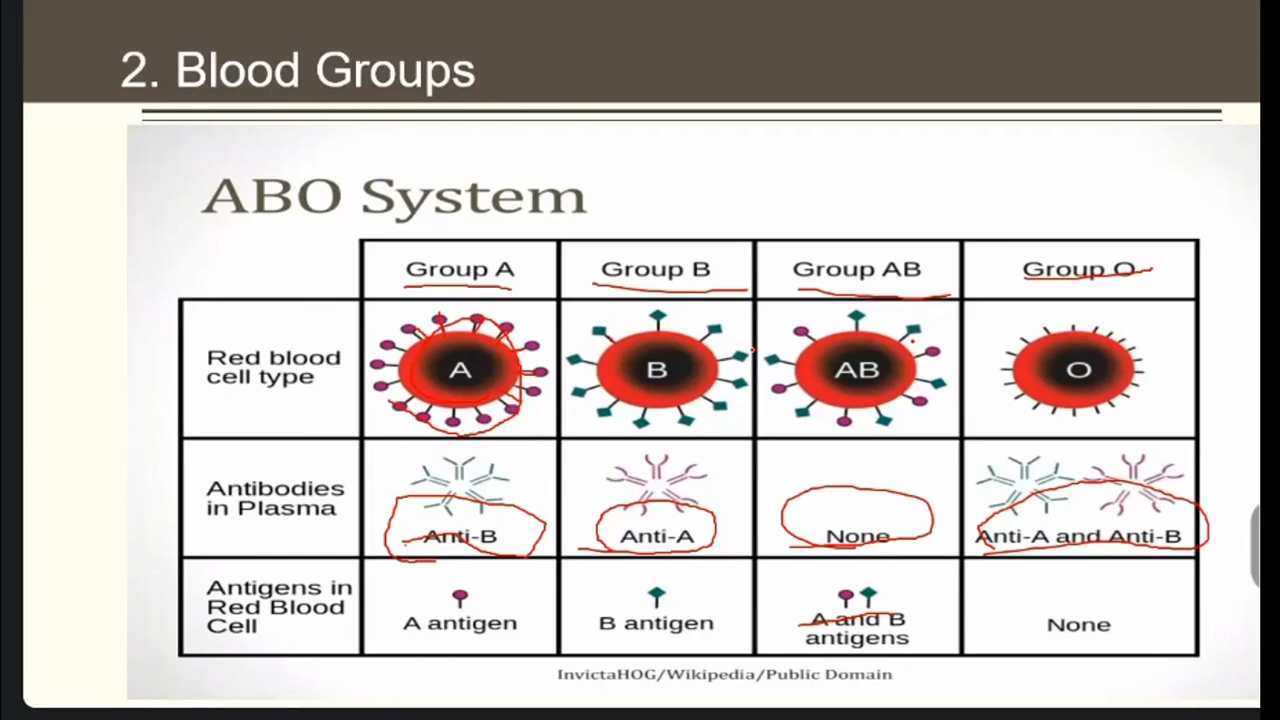 2. Blood Groups
ABO System
Group A
Group B
Group AB
Group O
Red blood
cell type
A
B
AB
O
Antibodies
in Plasma
Anti-B
Anti-A
None
Anti-A and Anti-B
Antigens in
Red Blood
Cell
A antigen
B antigen
A and B
antigens
None
InvictaHOG/Wikipedia/Public Domain